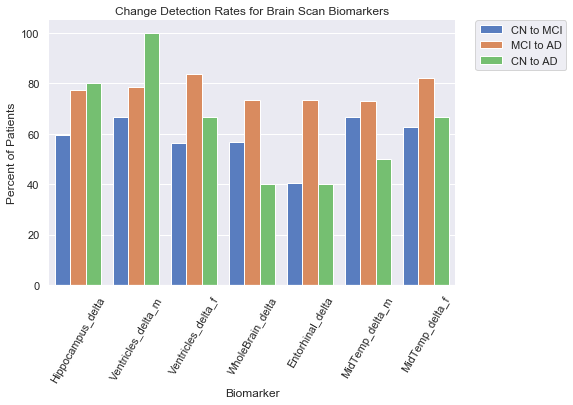 Change Detection Rates for Brain Scan Biomarkers
CN to MCI
MCI to AD
CN to AD
Percent of Patients
100
80
60
40
20
0
Hippocampus_delta
Ventricles_delta_m
Ventricles_delta_f
WholeBrain_delta
Entorhinal_delta
MidTemp_delta_m
MidTemp_delta_f
Biomarker